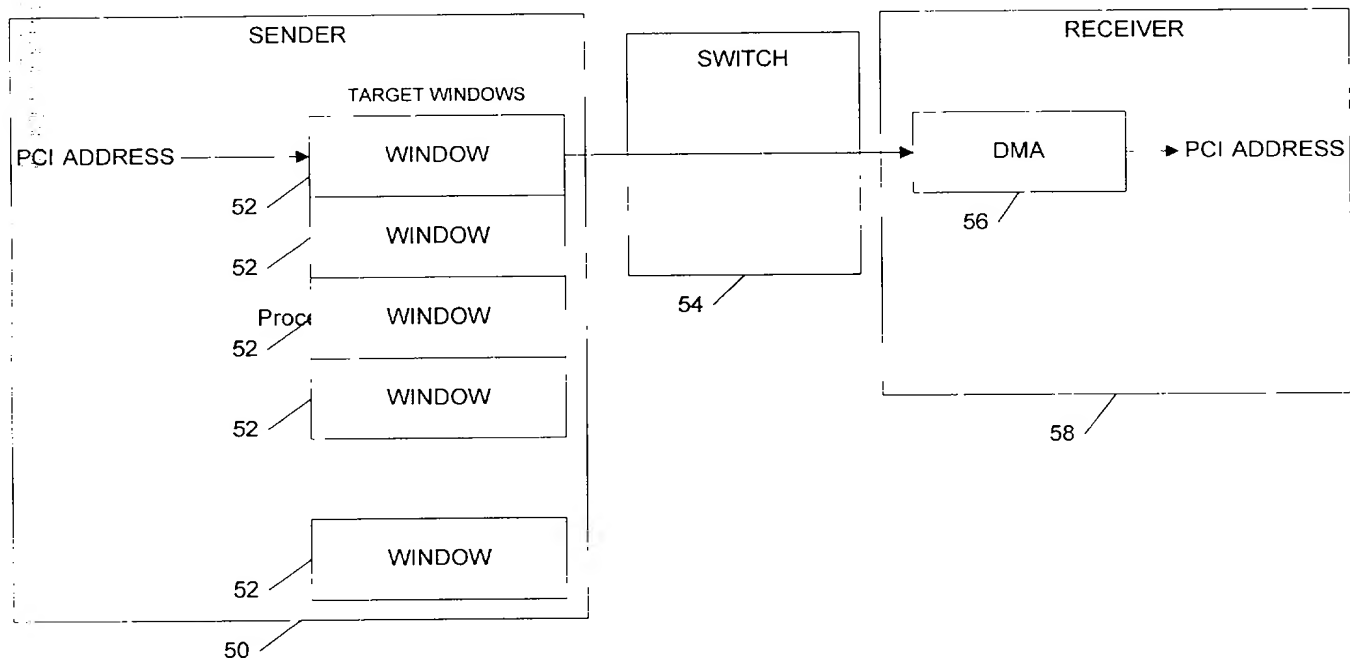 SENDER
TARGET WINDOWS
PCI ADDRESS
WINDOW
52
WINDOW
52
Proce
WINDOW
52
WINDOW
52
WINDOW
52
50
SWITCH
54
RECEIVER
DMA
PCI ADDRESS
56
58